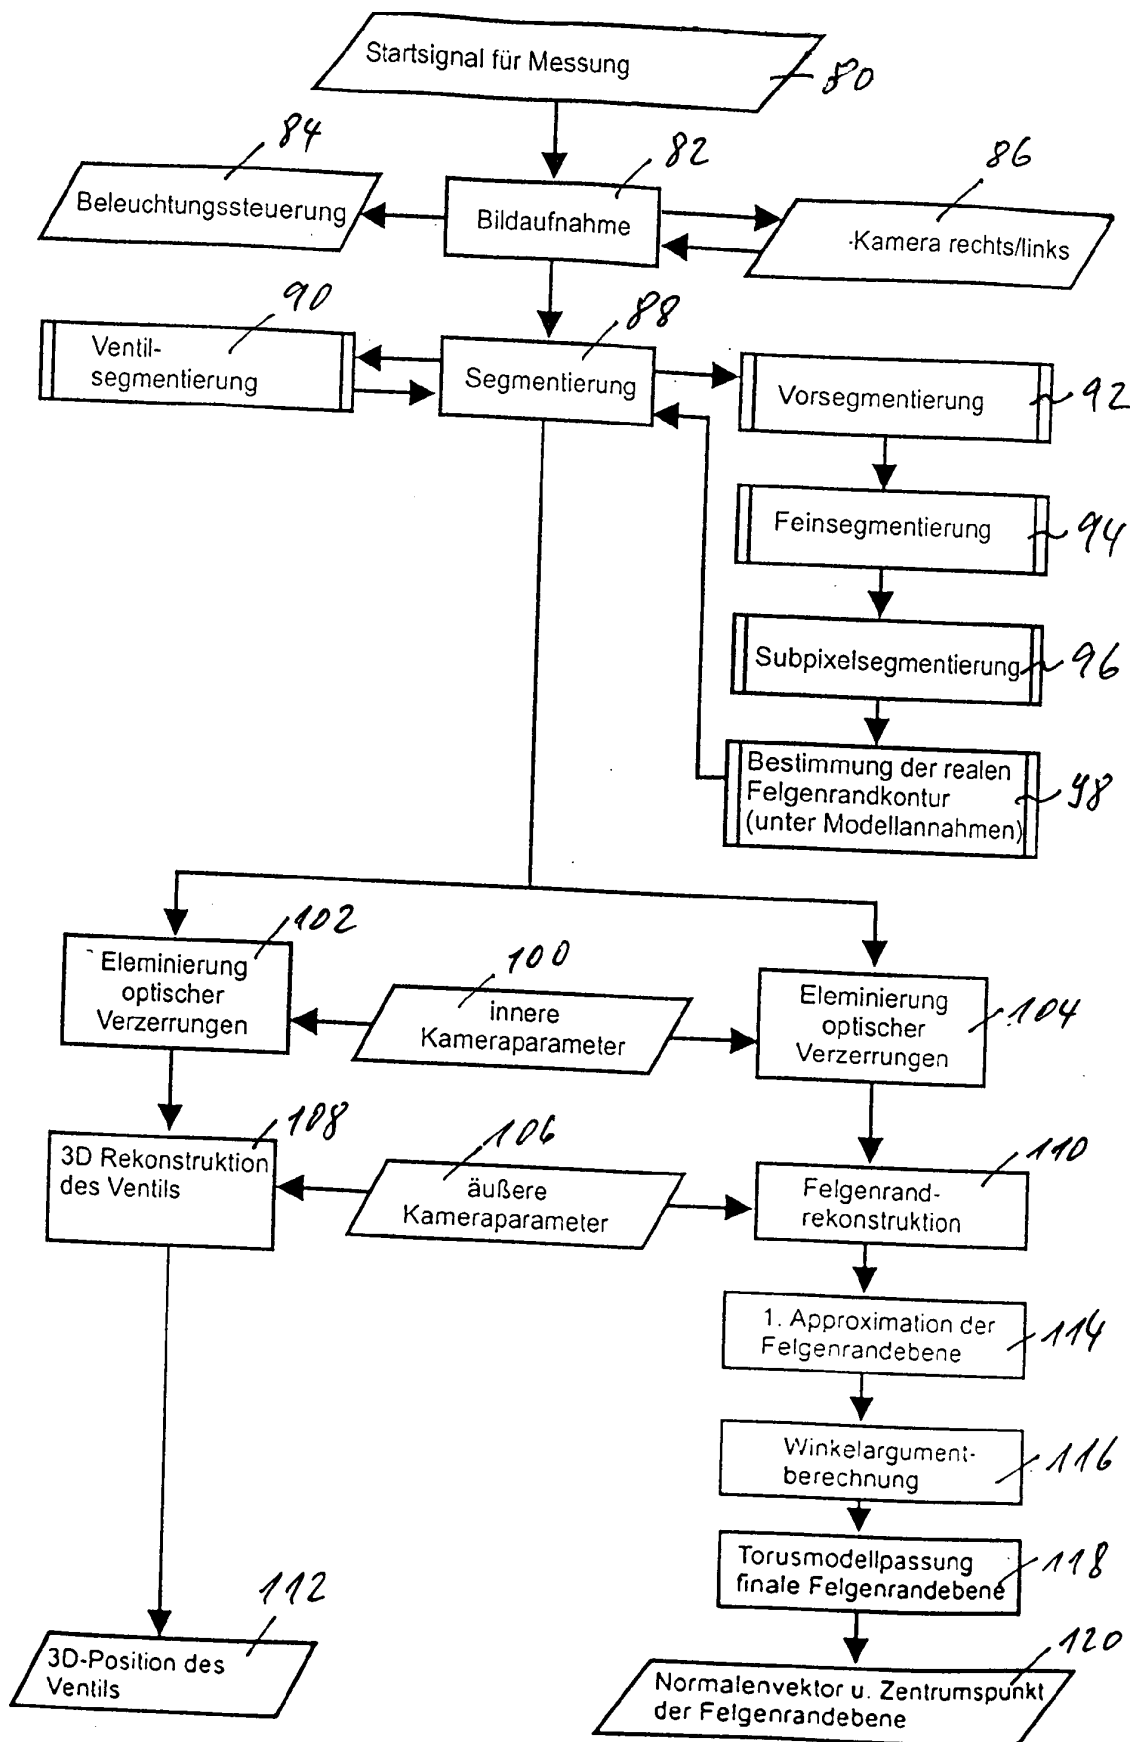 Startsignal für Messung
80
84
82
86
Beleuchtungssteuerung
Bildaufnahme
-Kamera rechts/links
90
88
Ventil-
segmentierung
Segmentierung
Vorsegmentierung
92
Feinsegmentierung
94
Subpixelsegmentierung
96
Bestimmung der realen
Felgenrandkontur
(unter Modellannahmen)
98
102
Eleminierung
optischer
Verzerrungen
100
innere
Kameraparameter
Eleminierung
optischer
Verzerrungen
104
108
3D Rekonstruktion
des Ventils
106
äußere
Kameraparameter
110
Felgenrand-
rekonstruktion
1. Approximation der
Felgenrandebene
114
Winkelargument-
berechnung
116
Torusmodellpassung
finale Felgenrandebene
118
112
3D-Position des
Ventils
120
Normalenvektor u. Zentrumspunkt
der Felgenrandebene